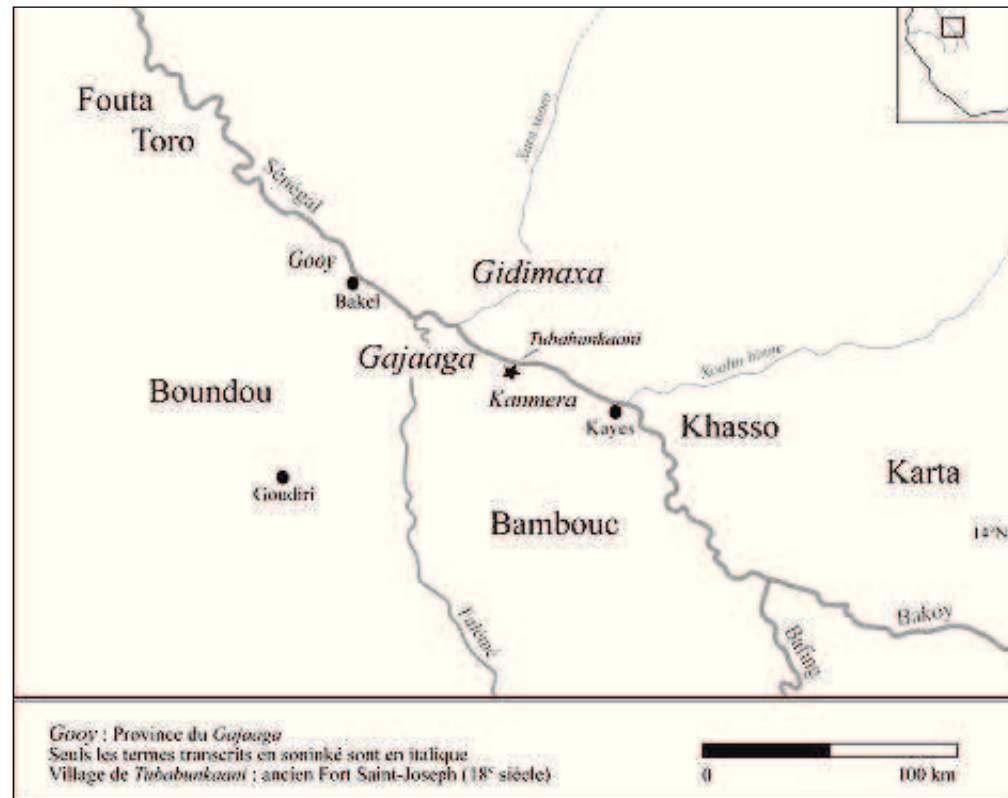 Fouta
Toro
Sénégal
Gooy
Bakel
Gidimaxa
Gajaaga
Tubabunkaani
Kanmera
Kayes
Boundou
Goudiri
Khasso
Karta
Bambouc
14°N
Falémé
Bafing
Bakoy
Gooy : Province du Gajaaga
Seuls les termes transcrits en soninké sont en italique
Village de Tubabunkaani : ancien Fort Saint-Joseph (18e siècle)
0 100 km